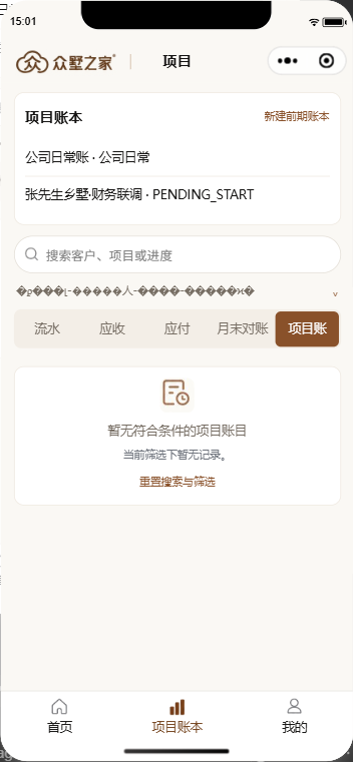 15:01
众墅之家
项目
项目账本
新建前期账本
公司日常账 · 公司日常
张先生乡墅·财务联调 · PENDING_START
搜索客户、项目或进度
流水
应收
应付
月末对账
项目账
暂无符合条件的项目账目
当前筛选下暂无记录。
重置搜索与筛选
首页
项目账本
我的